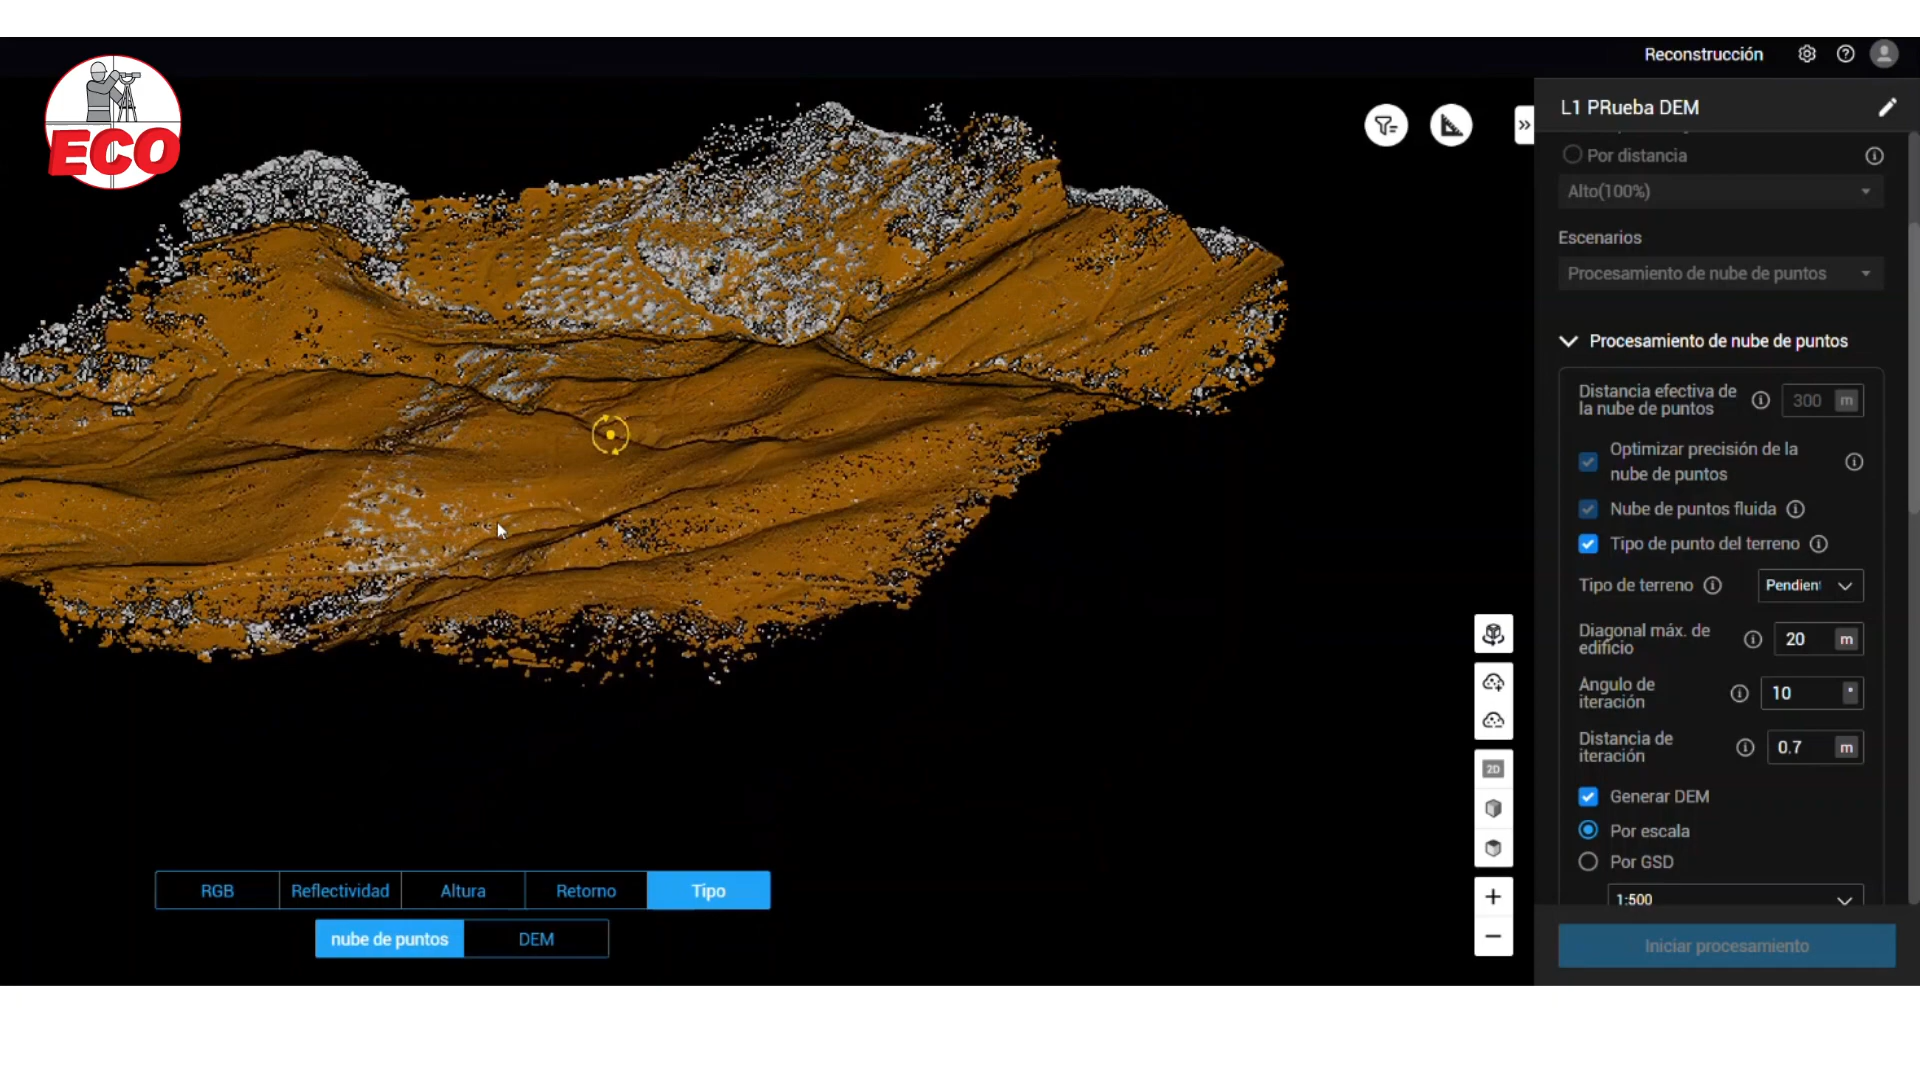 Reconstrucción
ECO
L1 PRueba DEM
Por distancia
Alto(100%)
Escenarios
Procesamiento de nube de puntos
Procesamiento de nube de puntos
Distancia efectiva de
la nube de puntos
300 m
Optimizar precisión de la
nube de puntos
Nube de puntos fluida
Tipo de punto del terreno
Tipo de terreno
Pendien
Diagonal máx. de
edificio
20 m
Angulo de
iteración
10 °
Distancia de
iteración
0.7 m
Generar DEM
Por escala
Por GSD
1:500
Iniciar procesamiento
2D
RGB Reflectividad Altura Retorno Tipo
nube de puntos DEM